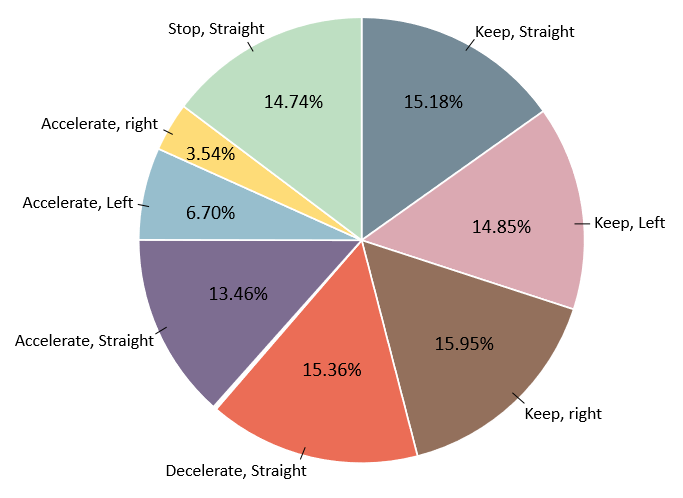 Stop, Straight
Keep, Straight
14.74%
15.18%
Accelerate, right
3.54%
Accelerate, Left
6.70%
14.85%
Keep, Left
13.46%
15.95%
Accelerate, Straight
15.36%
Keep, right
Decelerate, Straight